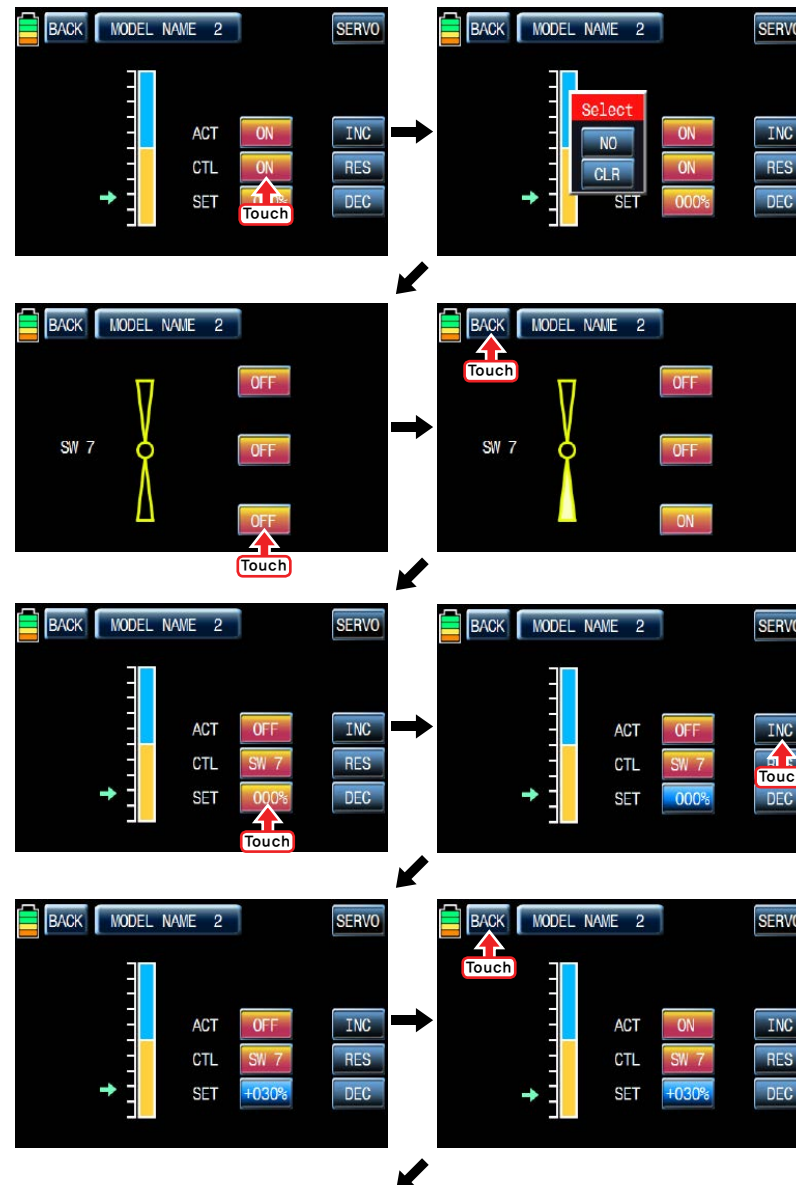 BACK MODEL NAME 2 SERVO
ACT ON INC
CTL ON RES
SET DEC
Touch
BACK MODEL NAME 2 SERVO
Select
NO
CLR
ON INC
ON RES
SET 000% DEC
BACK MODEL NAME 2
OFF
SW 7 OFF
OFF
Touch
BACK MODEL NAME 2
Touch
OFF
SW 7 OFF
ON
BACK MODEL NAME 2 SERVO
ACT OFF INC
CTL SW 7 RES
SET 000% DEC
Touch
BACK MODEL NAME 2 SERVO
ACT OFF INC
CTL SW 7
Touch
SET 000% DEC
BACK MODEL NAME 2 SERVO
ACT OFF INC
CTL SW 7 RES
SET +030% DEC
BACK MODEL NAME 2 SERVO
Touch
ACT ON INC
CTL SW 7 RES
SET +030% DEC